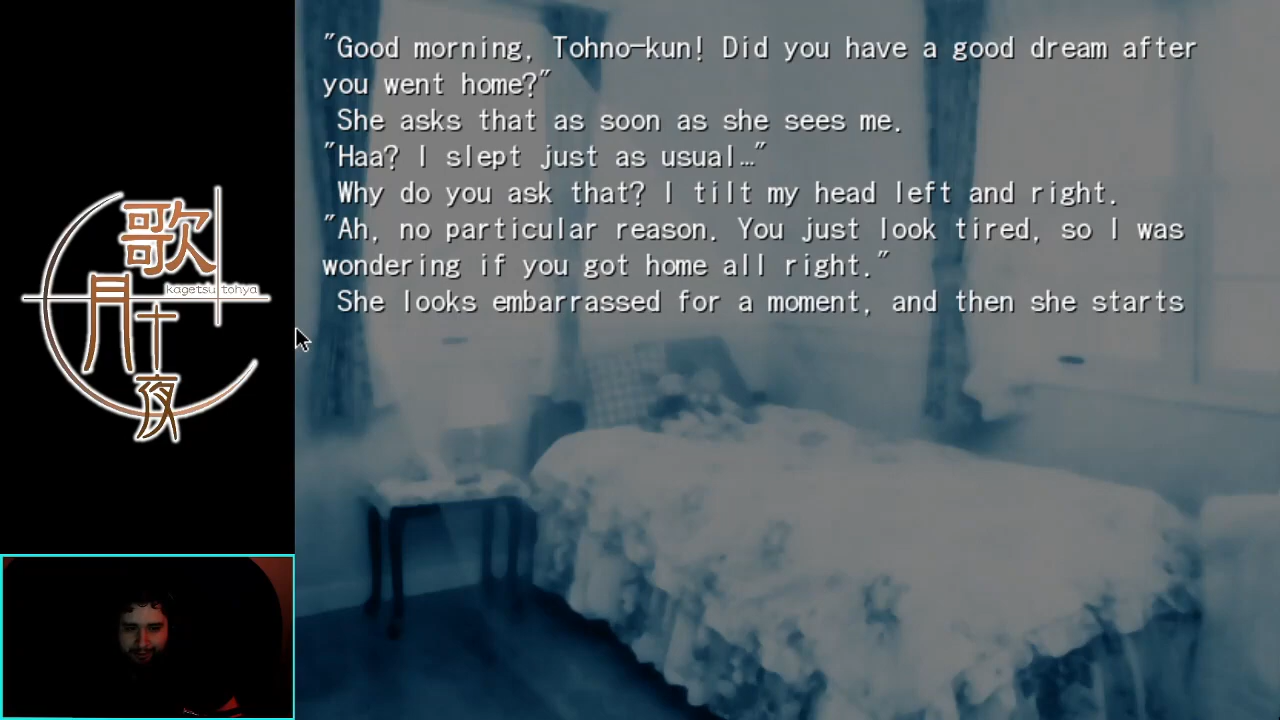 "Good morning, Tohno-kun! Did you have a good dream after
you went home?"
She asks that as soon as she sees me.
"Haa? I slept just as usual…"
Why do you ask that? I tilt my head left and right.
"Ah, no particular reason. You just look tired, so I was
wondering if you got home all right."
She looks embarrassed for a moment, and then she starts
歌
kagetsu tohya
月
十
夜